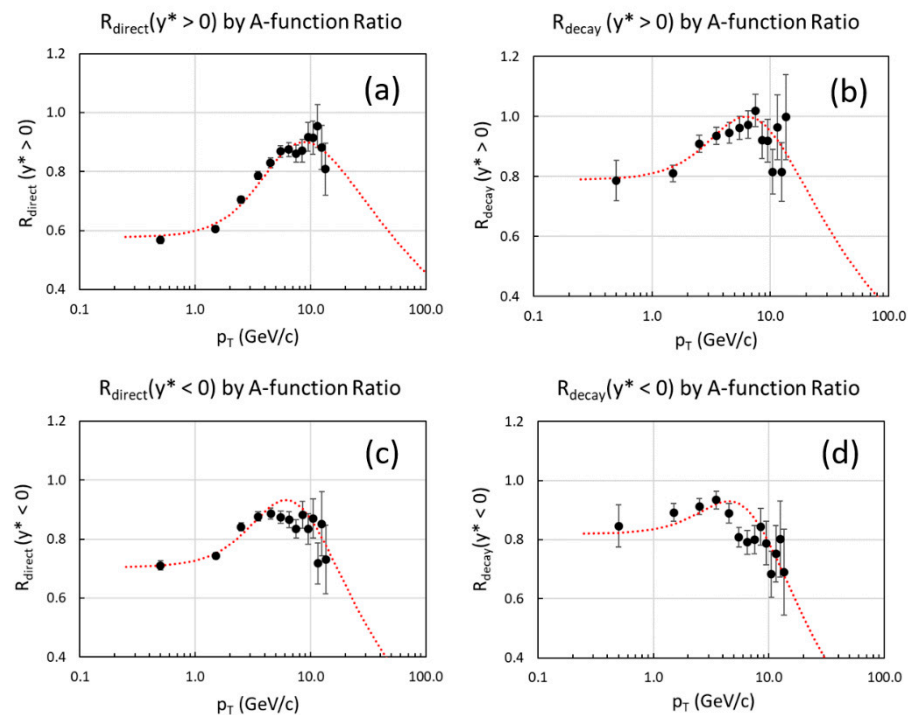 R_direct(y* > 0) by A-function Ratio
1.2
1.0
0.8
0.6
0.4
R_direct(y* > 0)
(a)
0.1 1.0 10.0 100.0
p_T (GeV/c)
R_decay(y* > 0) by A-function Ratio
1.2
1.0
0.8
0.6
0.4
R_decay(y* > 0)
(b)
0.1 1.0 10.0 100.0
p_T (GeV/c)
R_direct(y* < 0) by A-function Ratio
1.2
1.0
0.8
0.6
0.4
R_direct(y* < 0)
(c)
0.1 1.0 10.0 100.0
p_T (GeV/c)
R_decay(y* < 0) by A-function Ratio
1.2
1.0
0.8
0.6
0.4
R_decay(y* < 0)
(d)
0.1 1.0 10.0 100.0
p_T (GeV/c)